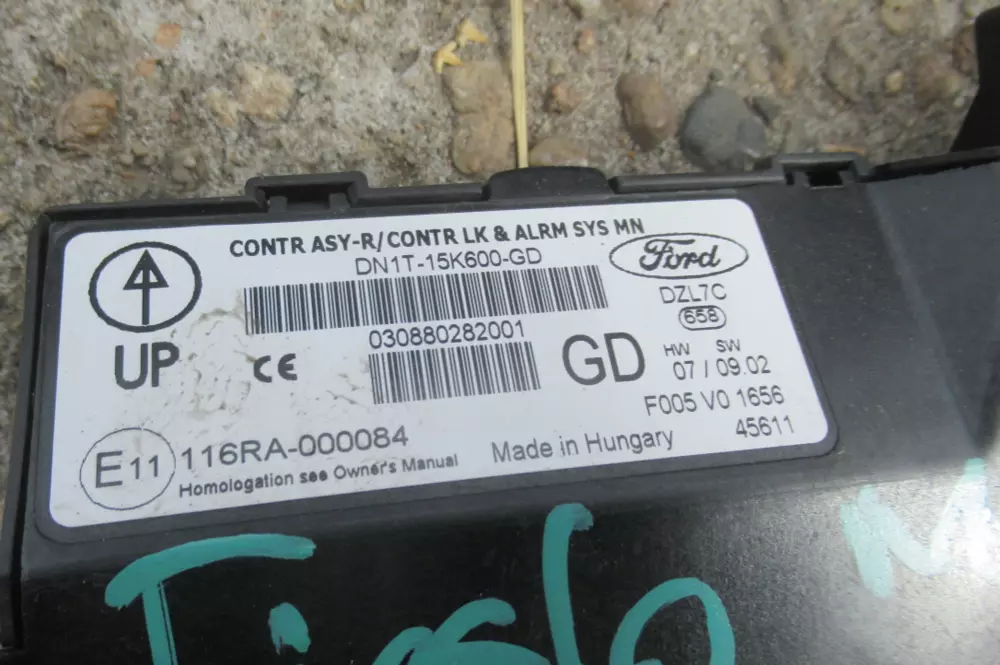 CONTR ASY-R/CONTR LK & ALRM SYS MN
DN1T-15K600-GD
Ford
DZL7C
658
030880282001
UP
CE
GD
HW SW
07 / 09.02
F005 V0 1656
45611
E11
116RA-000084
Homologation see Owner's Manual
Made in Hungary